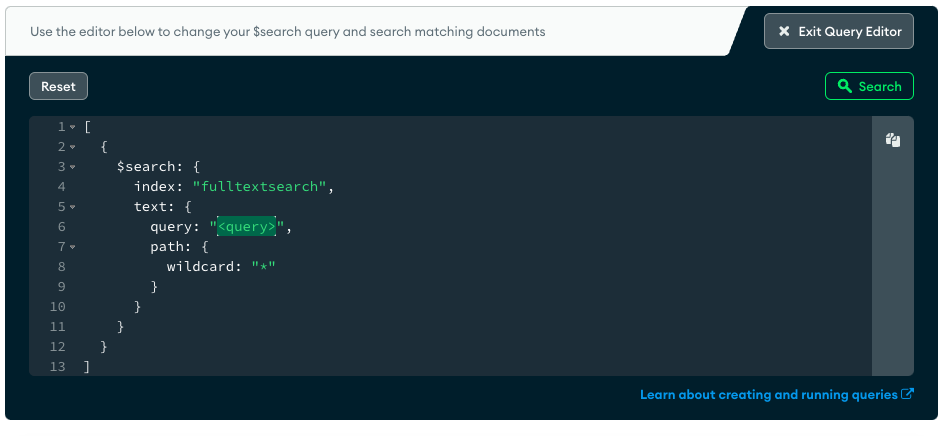 Use the editor below to change your $search query and search matching documents
Exit Query Editor
Reset
Search
1 [
2 {
3 $search: {
4 index: "fulltextsearch",
5 text: {
6 query: "<query>",
7 path: {
8 wildcard: "*"
9 }
10 }
11 }
12 }
13 ]
Learn about creating and running queries